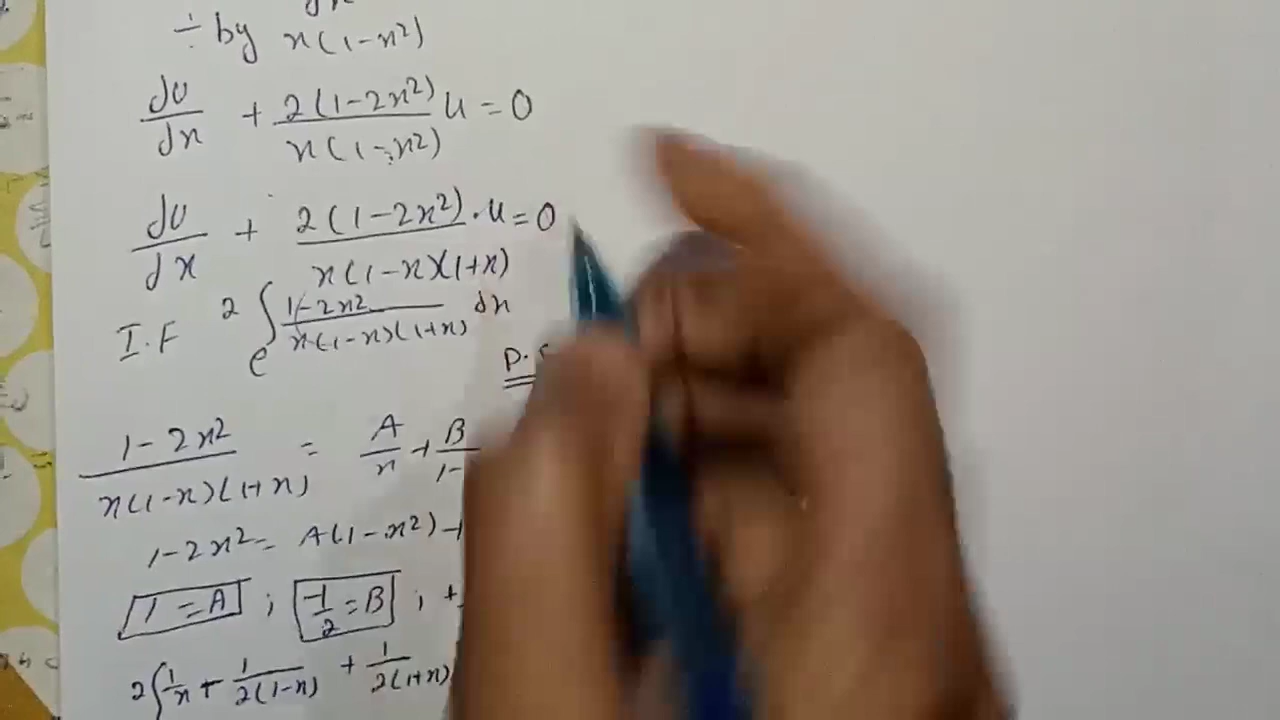 ÷ by x(1-x²)
du/dx + 2(1-2x²)/x(1-x²) u = 0
du/dx + 2(1-2x²)/x(1-x)(1+x) . u = 0
I.F e^2∫ 1-2x²/x(1-x)(1+x) dx
1-2x²/x(1-x)(1+x) = A/x + B/1-
1-2x² = A(1-x²) +
1 = A ; -1/2 = B ; +
2∫ 1/x - 1/2(1-x) + 1/2(1+x)